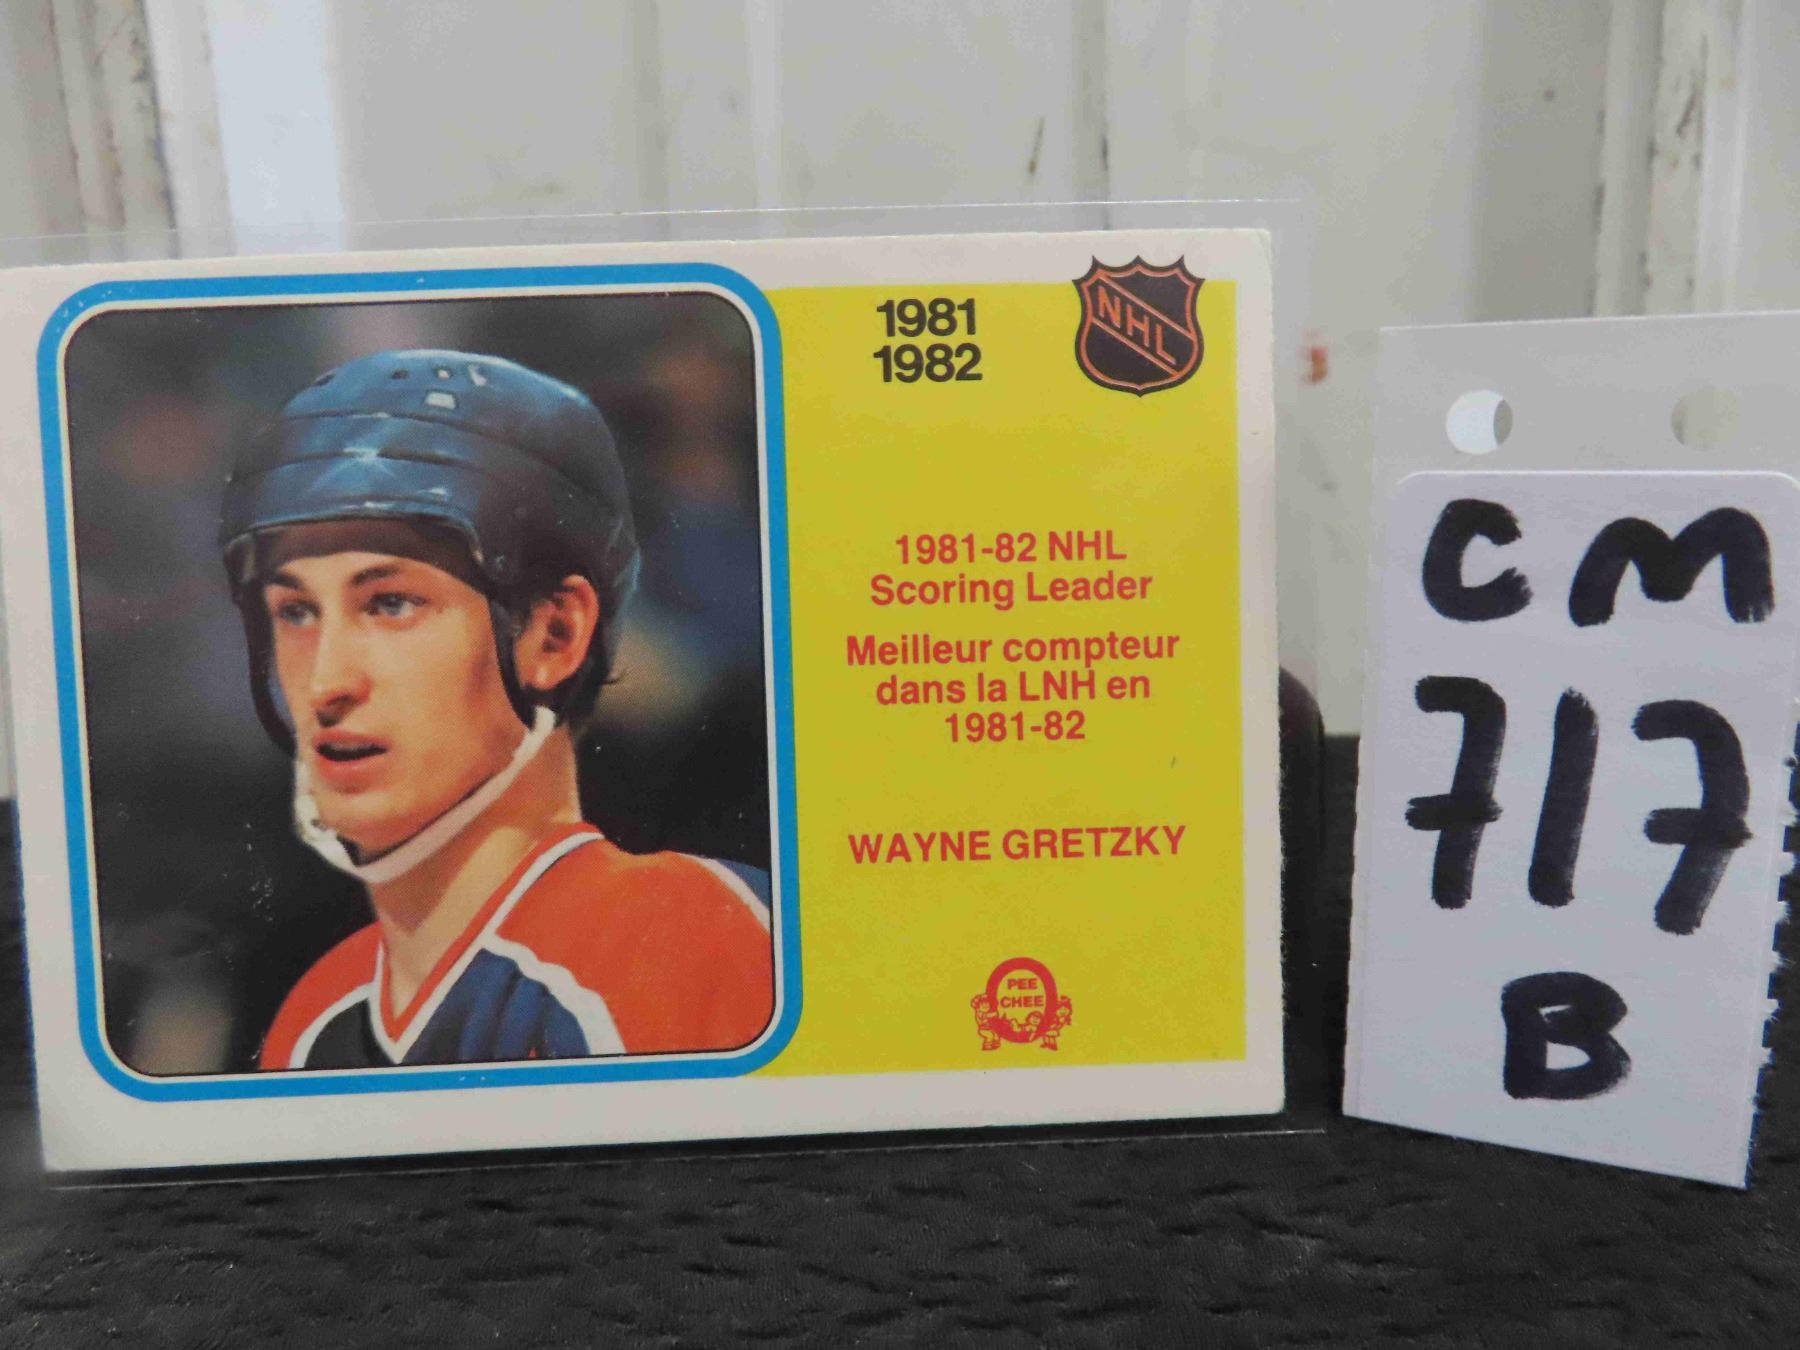 1981
1982
NHL
1981-82 NHL
Scoring Leader
Meilleur compteur
dans la LNH en
1981-82
WAYNE GRETZKY
PEE
CHEE
CM
717
B